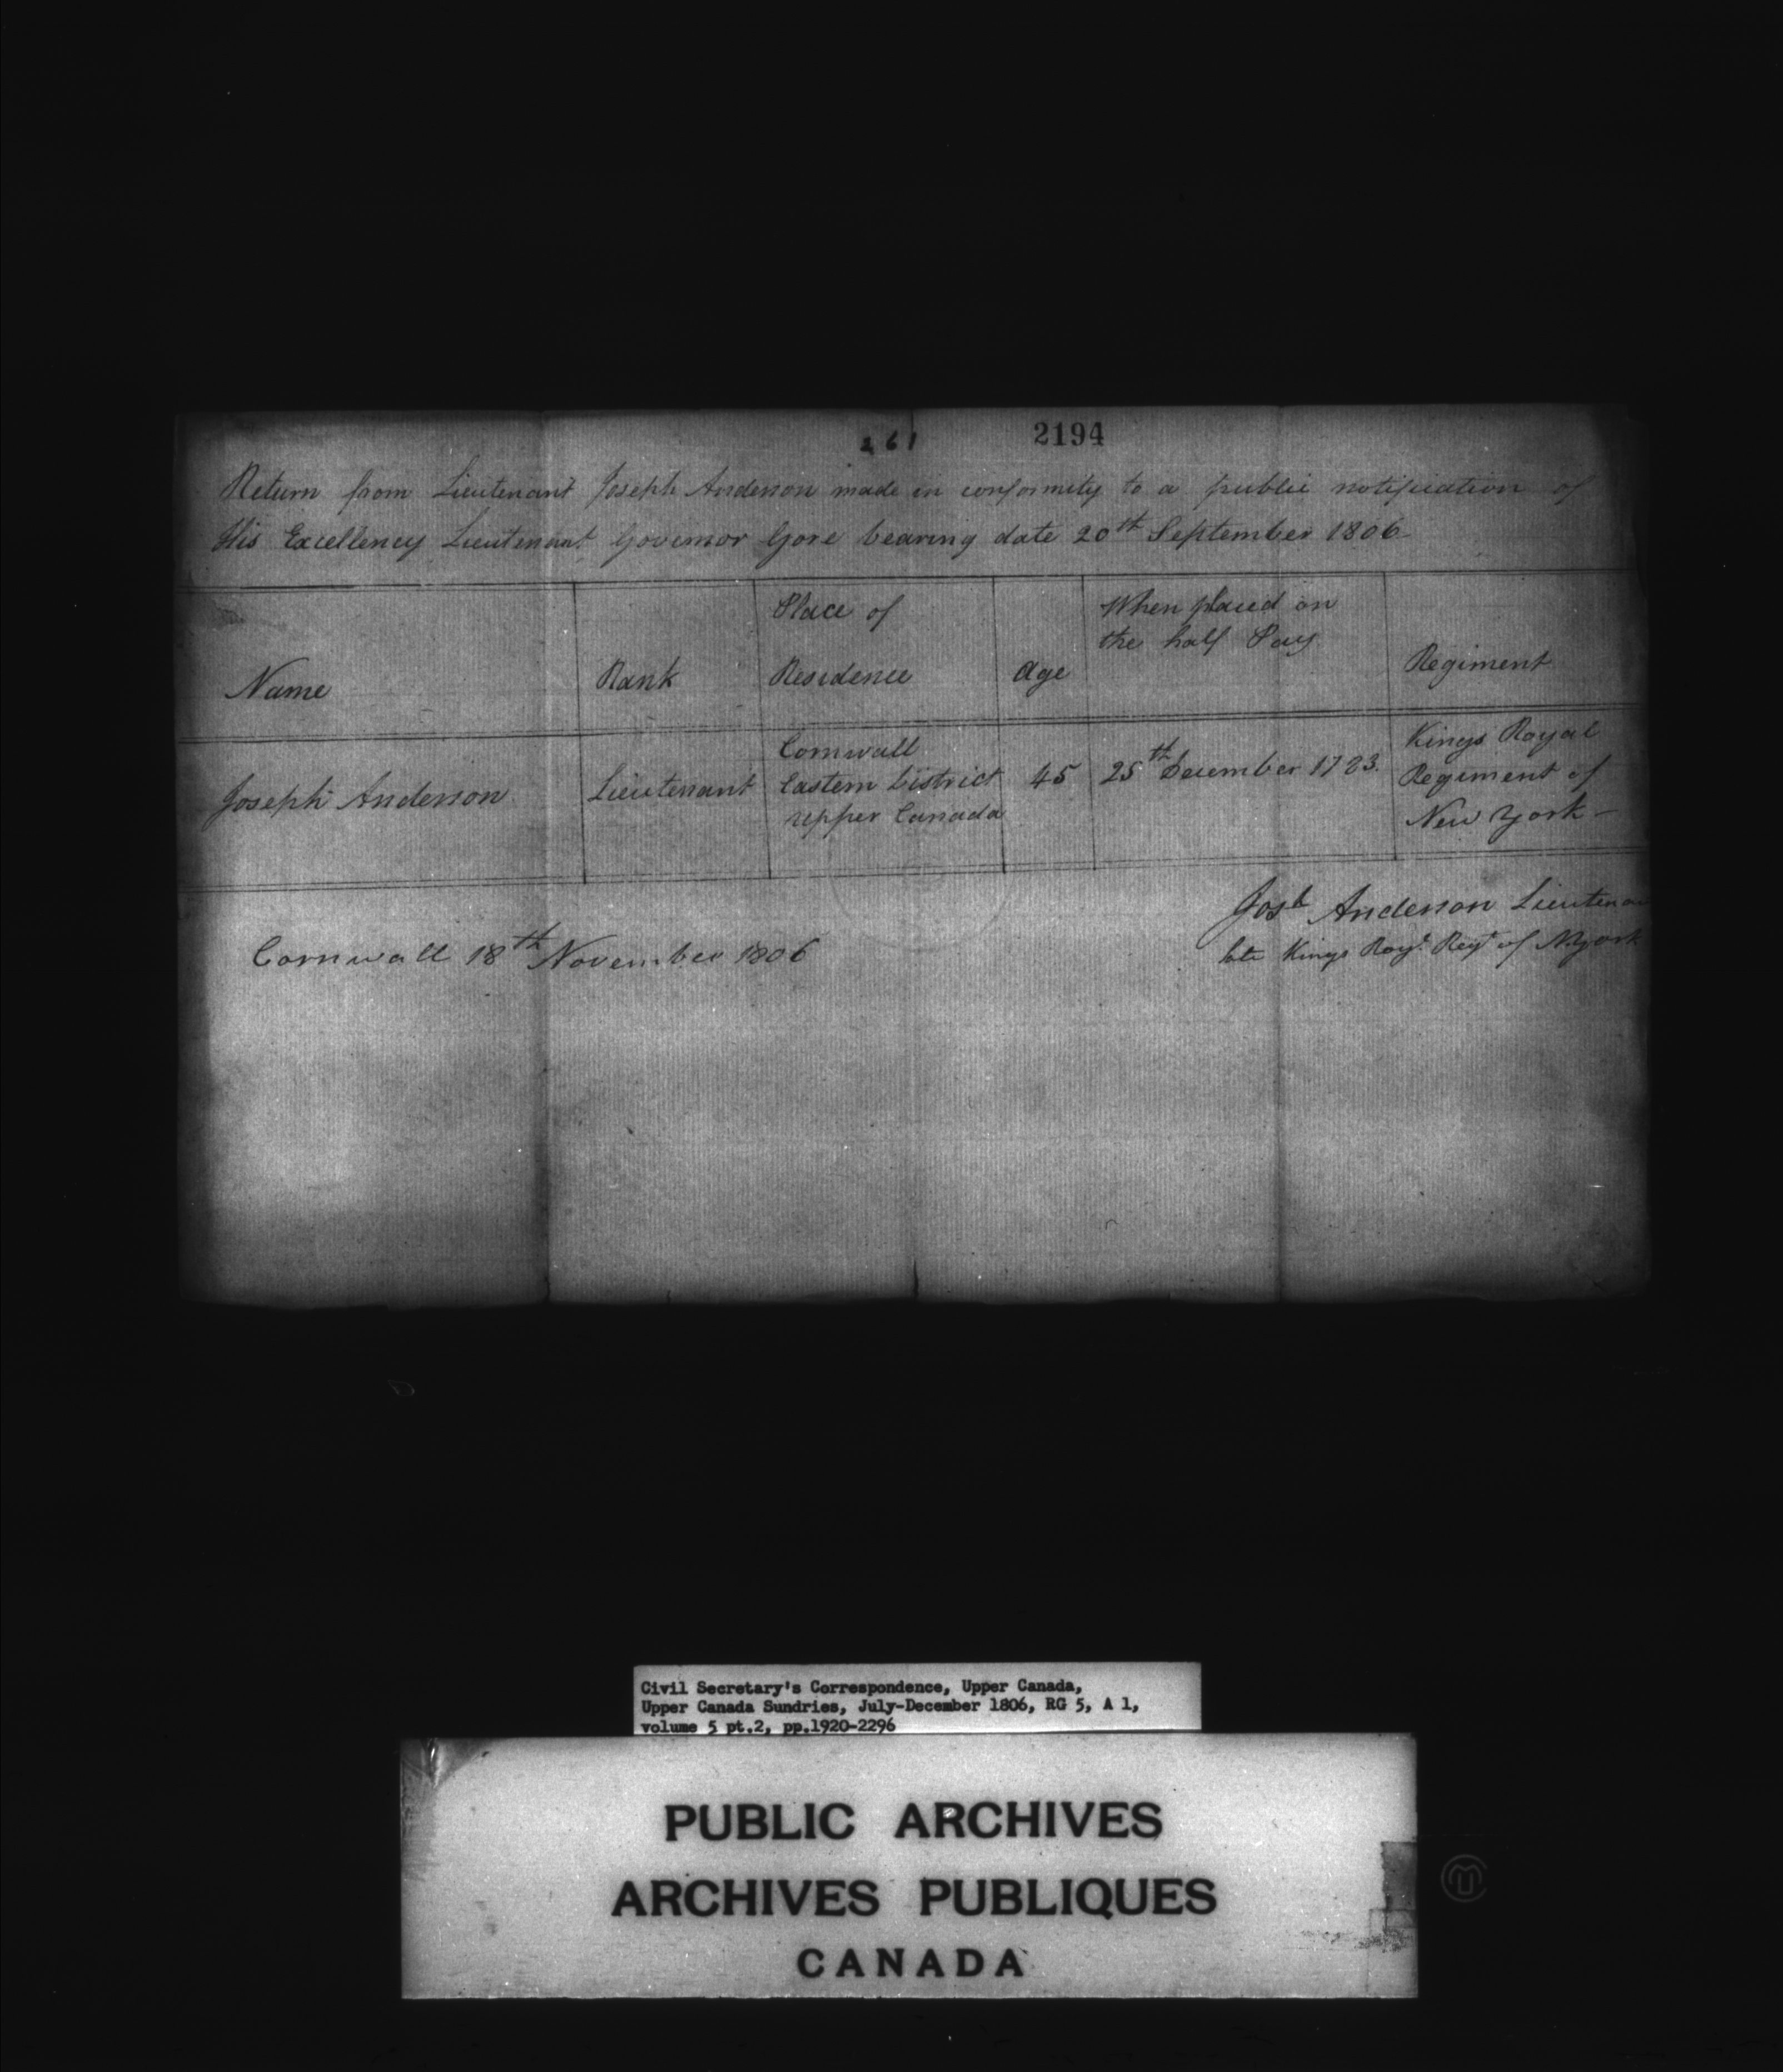 261 2194
Return from Lieutenant Joseph Anderson made in conformity to a public notification of
His Excellency Lieutenant Governor Gore bearing date 20th September 1806
Name Rank Place of Residence Age When placed on the half Pay Regiment
Joseph Anderson Lieutenant Cornwall Eastern District upper Canada 45 25th December 1783. Kings Royal Regiment of New York
Josh Anderson Lieutenan
late Kings Royl Regt of N York
Cornwall 18th November 1806
Civil Secretary's Correspondence, Upper Canada,
Upper Canada Sundries, July-December 1806, RG 5, A 1,
volume 5 pt.2, pp.1920-2296
PUBLIC ARCHIVES
ARCHIVES PUBLIQUES
CANADA